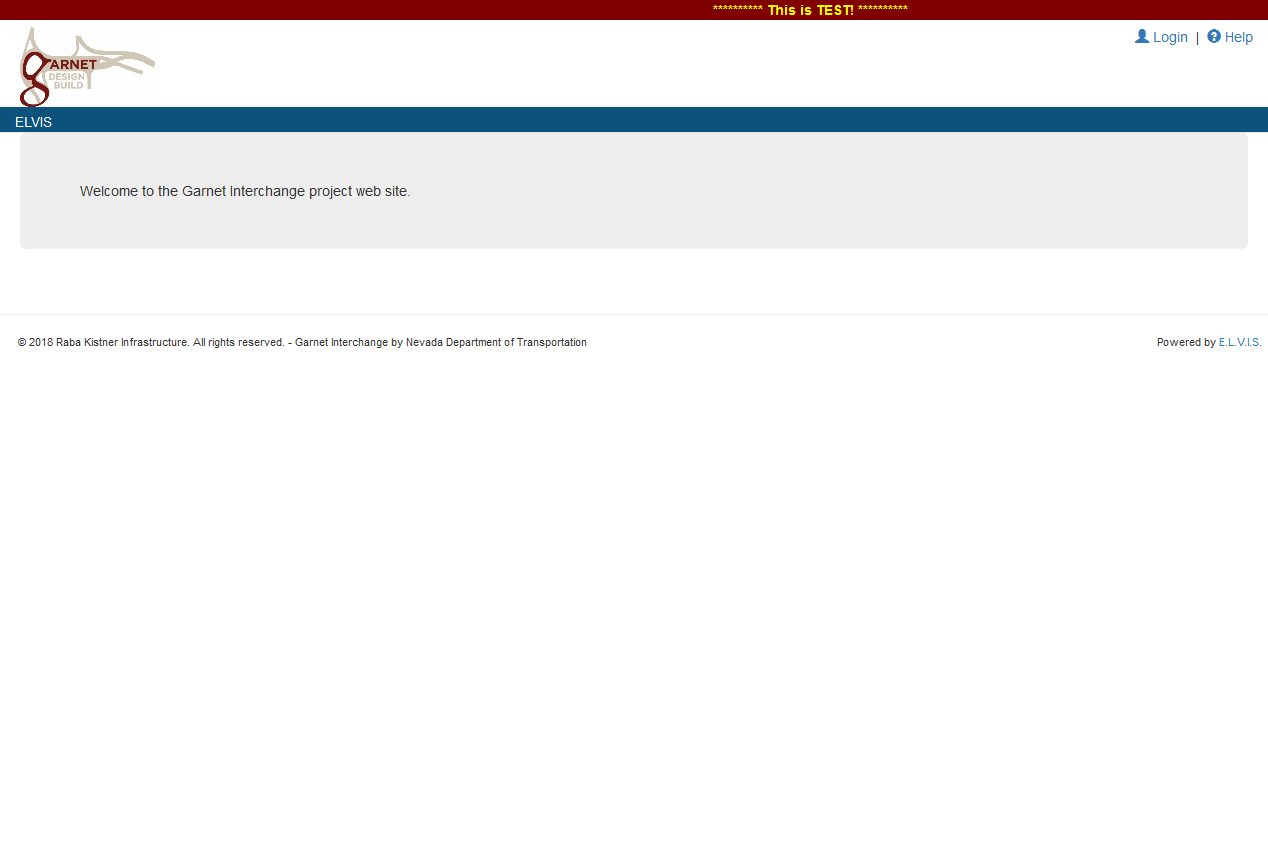 ********** This is TEST! **********
Login | Help
gARNET
DESIGN
BUILD
ELVIS
Welcome to the Garnet Interchange project web site.
© 2018 Raba Kistner Infrastructure. All rights reserved. - Garnet Interchange by Nevada Department of Transportation
Powered by E.L.V.I.S.